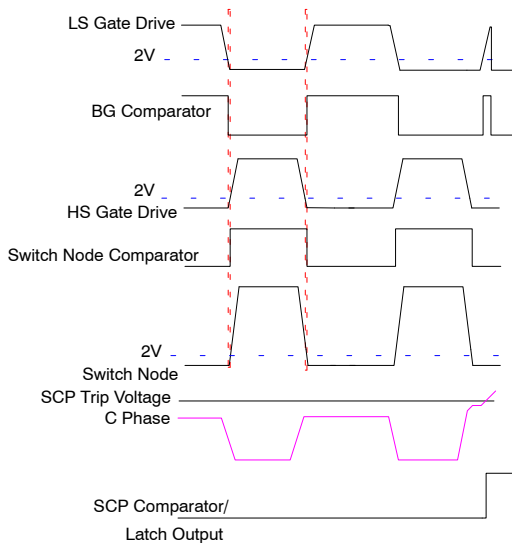 LS Gate Drive
2V
BG Comparator
2V
HS Gate Drive
Switch Node Comparator
2V
Switch Node
SCP Trip Voltage
C Phase
SCP Comparator/
Latch Output